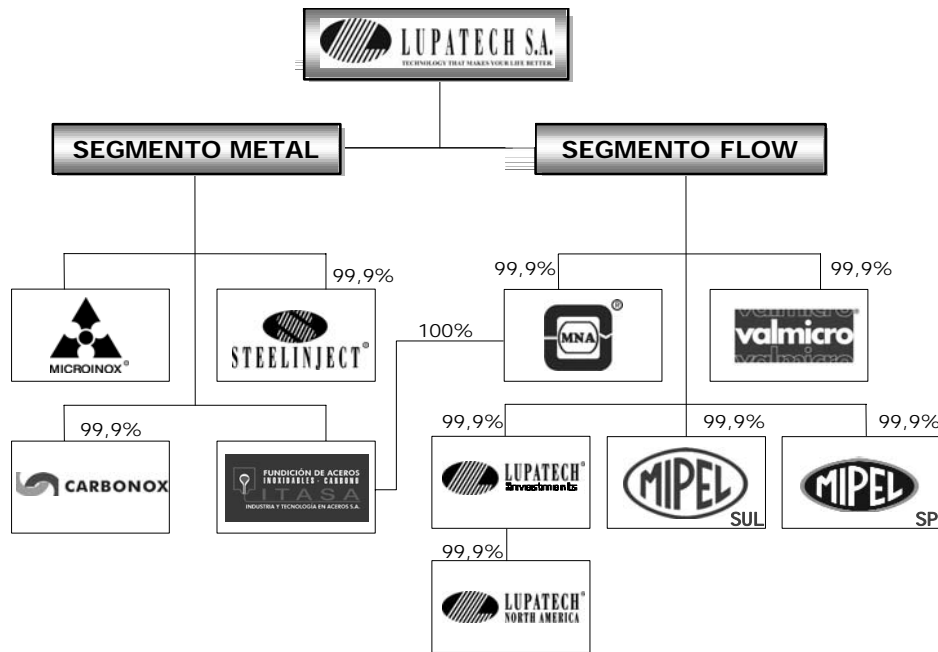 LUPATECH S.A.
TECHNOLOGY THAT MAKES YOUR LIFE BETTER.
SEGMENTO METAL
SEGMENTO FLOW
99,9%
99,9%
99,9%
MICROINOX
STEELINJECT®
100%
MNA
®
valmicro
valmicro®
valmicro
99,9%
99,9%
99,9%
99,9%
CARBONOX
FUNDICIÓN DE ACEROS
INOXIDABLES - CARBONO
ITASA
INDUSTRIA Y TECNOLOGÍA EN ACEROS S.A.
LUPATECH®
Investments
MIPEL
SUL
MIPEL
SP
99,9%
LUPATECH®
NORTH AMERICA